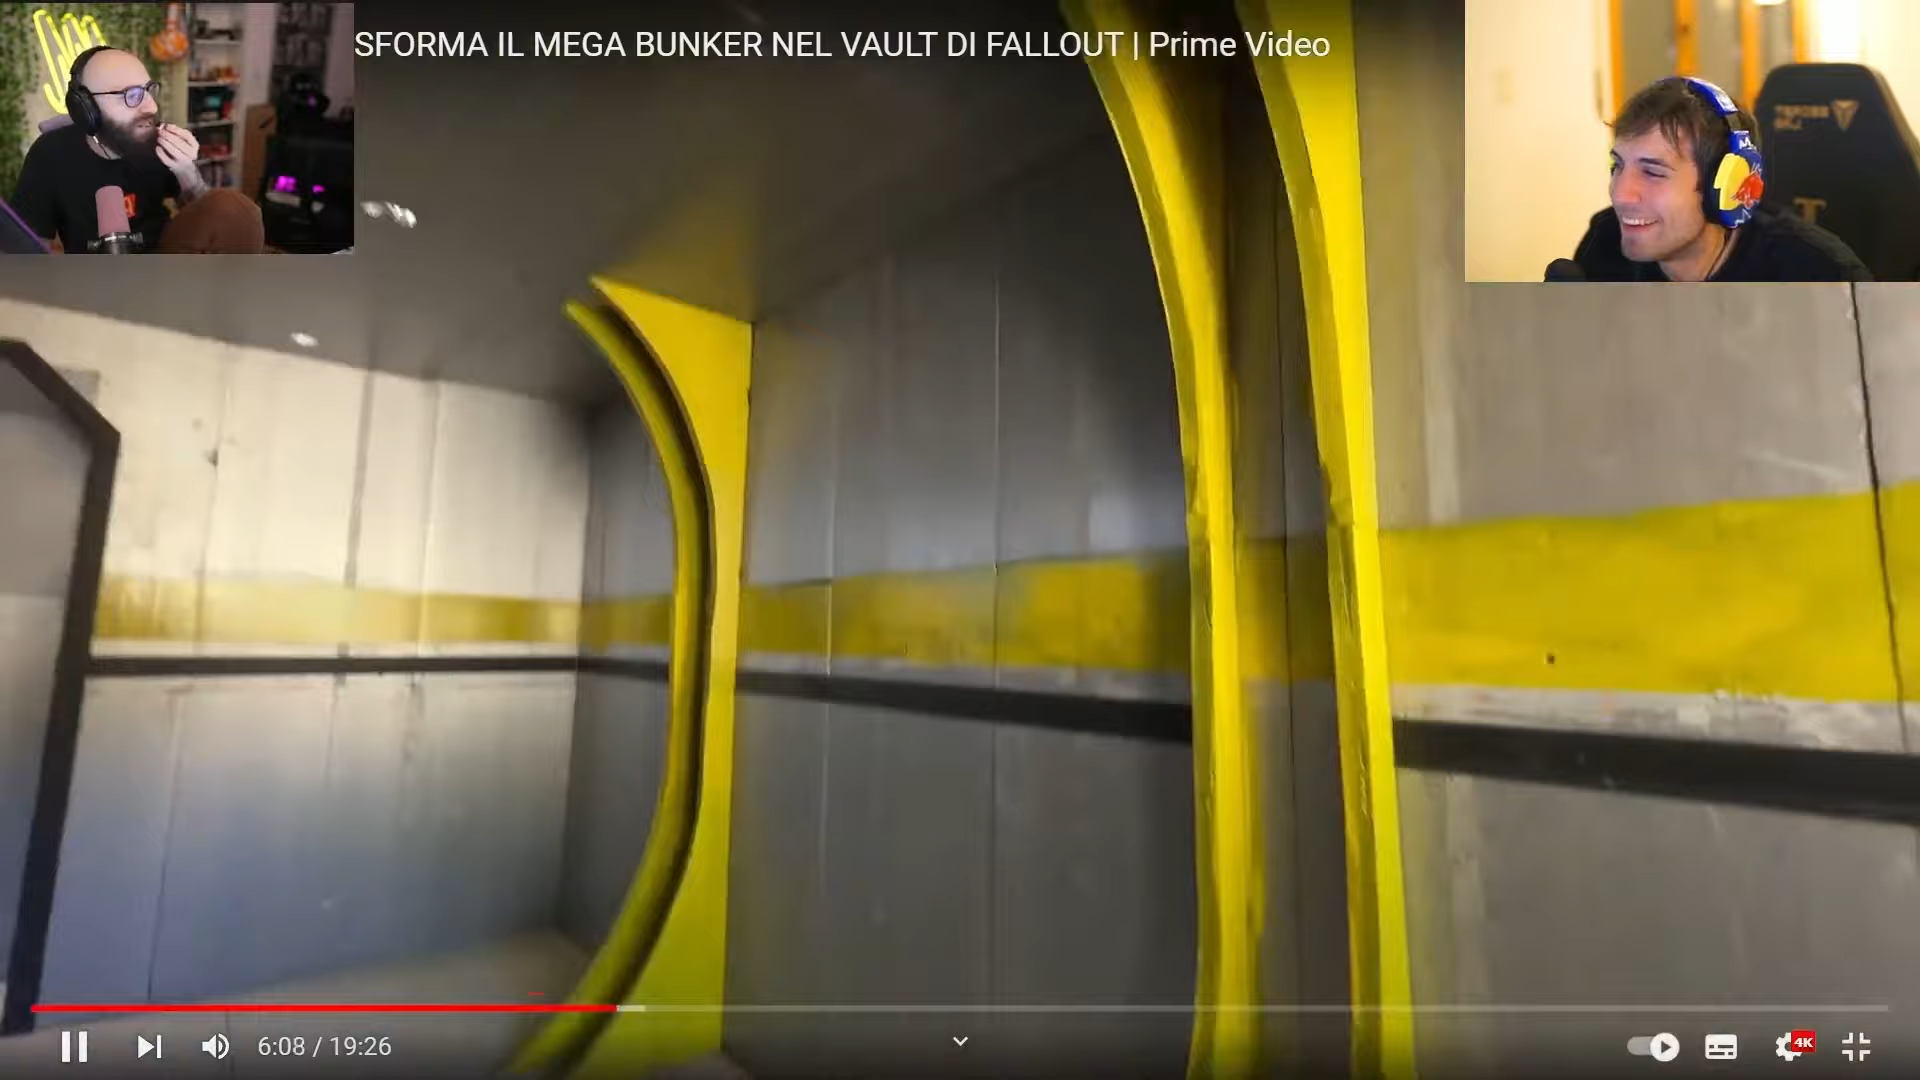 SFORMA IL MEGA BUNKER NEL VAULT DI FALLOUT | Prime Video
6:08 / 19:26
4K